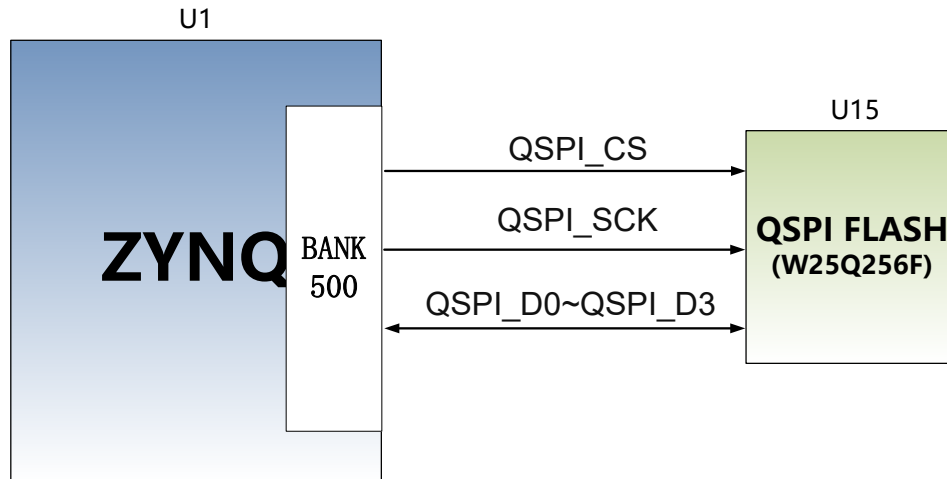 U1
U15
QSPI_CS
QSPI_SCK
ZYNQ
BANK
500
QSPI FLASH
(W25Q256F)
QSPI_D0~QSPI_D3